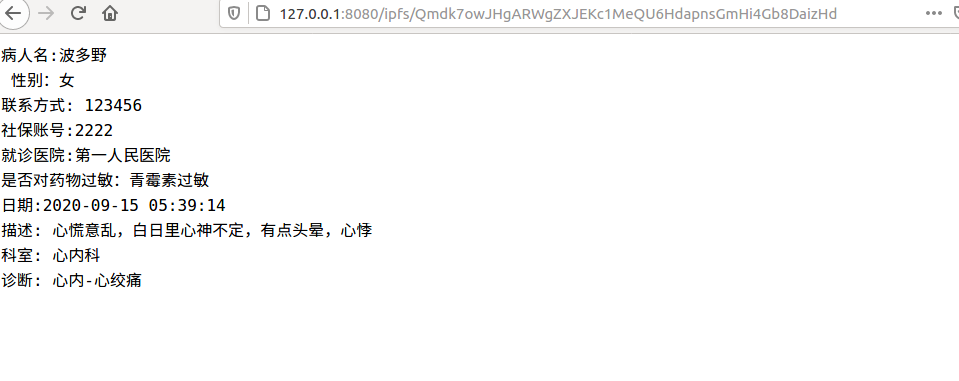 127.0.0.1:8080/ipfs/Qmdk7owJHgARWgZXJEKc1MeQU6HdapnsGmHi4Gb8DaizHd
病人名:波多野
性别：女
联系方式: 123456
社保账号:2222
就诊医院:第一人民医院
是否对药物过敏：青霉素过敏
日期:2020-09-15 05:39:14
描述: 心慌意乱，白日里心神不定，有点头晕，心悸
科室: 心内科
诊断: 心内-心绞痛